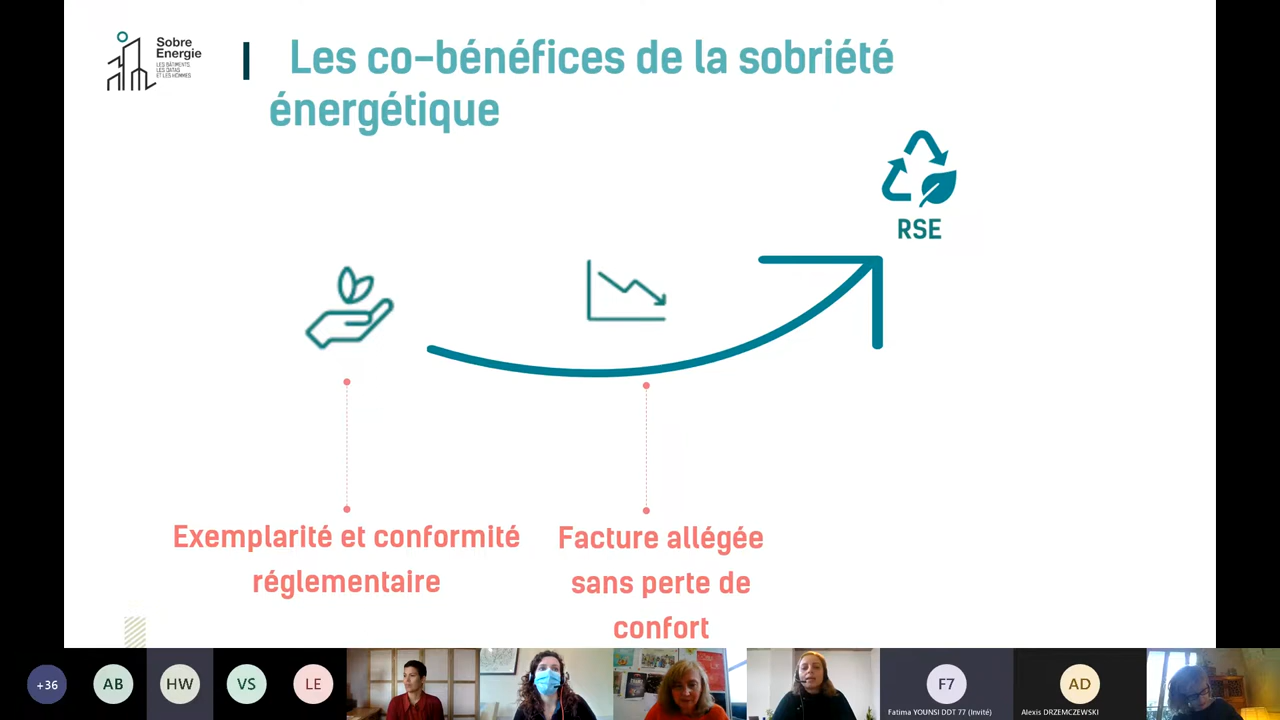 Sobre
Energie
LES BÂTIMENTS,
LES DATAS
ET LES HOMMES
Les co-bénéfices de la sobriété
énergétique
RSE
Exemplarité et conformité
réglementaire
Facture allégée
sans perte de
confort
+36
AB
HW
VS
LE
F7
Fatima YOUNSI DDT 77 (Invité)
AD
Alexis DRZEMCZEWSKI